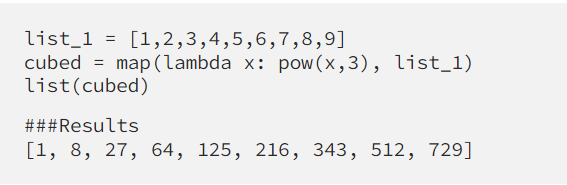 list_1 = [1,2,3,4,5,6,7,8,9]
cubed = map(lambda x: pow(x,3), list_1)
list(cubed)
###Results
[1, 8, 27, 64, 125, 216, 343, 512, 729]